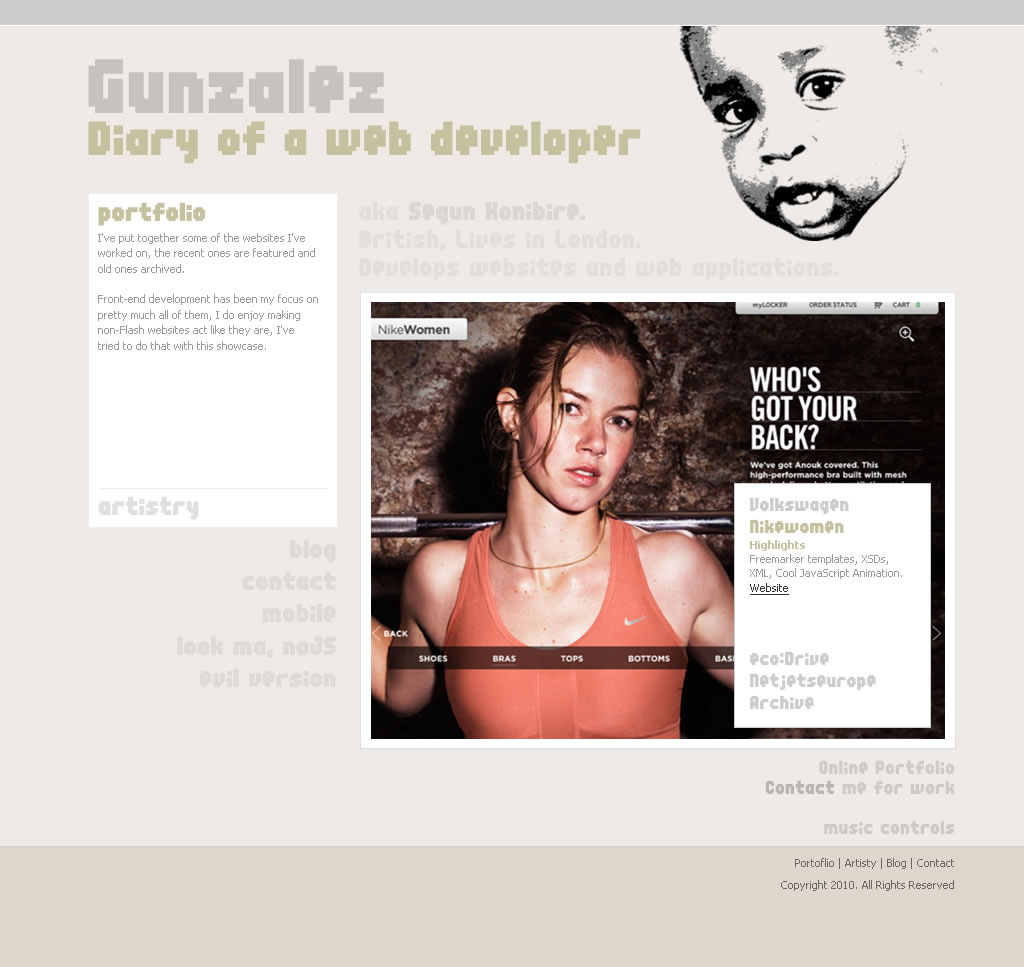 Gunzalez
Diary of a web developer
portfolio
I've put together some of the websites I've
worked on, the recent ones are featured and
old ones archived.
Front-end development has been my focus on
pretty much all of them, I do enjoy making
non-Flash websites act like they are, I've
tried to do that with this showcase.
artistry
blog
contact
mobile
look ma, noJS
evil version
aka Segun Konibire.
British, Lives in London.
Develops websites and web applications.
myLOCKER ORDER STATUS CART 0
NikeWomen
WHO'S
GOT YOUR
BACK?
We've got Anouk covered. This
high-performance bra built with mesh
Volkswagen
Nikewomen
Highlights
Freemarker templates, XSDs,
XML, Cool JavaScript Animation.
Website
eco:Drive
Netjetseurope
Archive
BACK
SHOES BRAS TOPS BOTTOMS BAS
Online Portfolio
Contact me for work
music controls
Portoflio | Artisty | Blog | Contact
Copyright 2010. All Rights Reserved